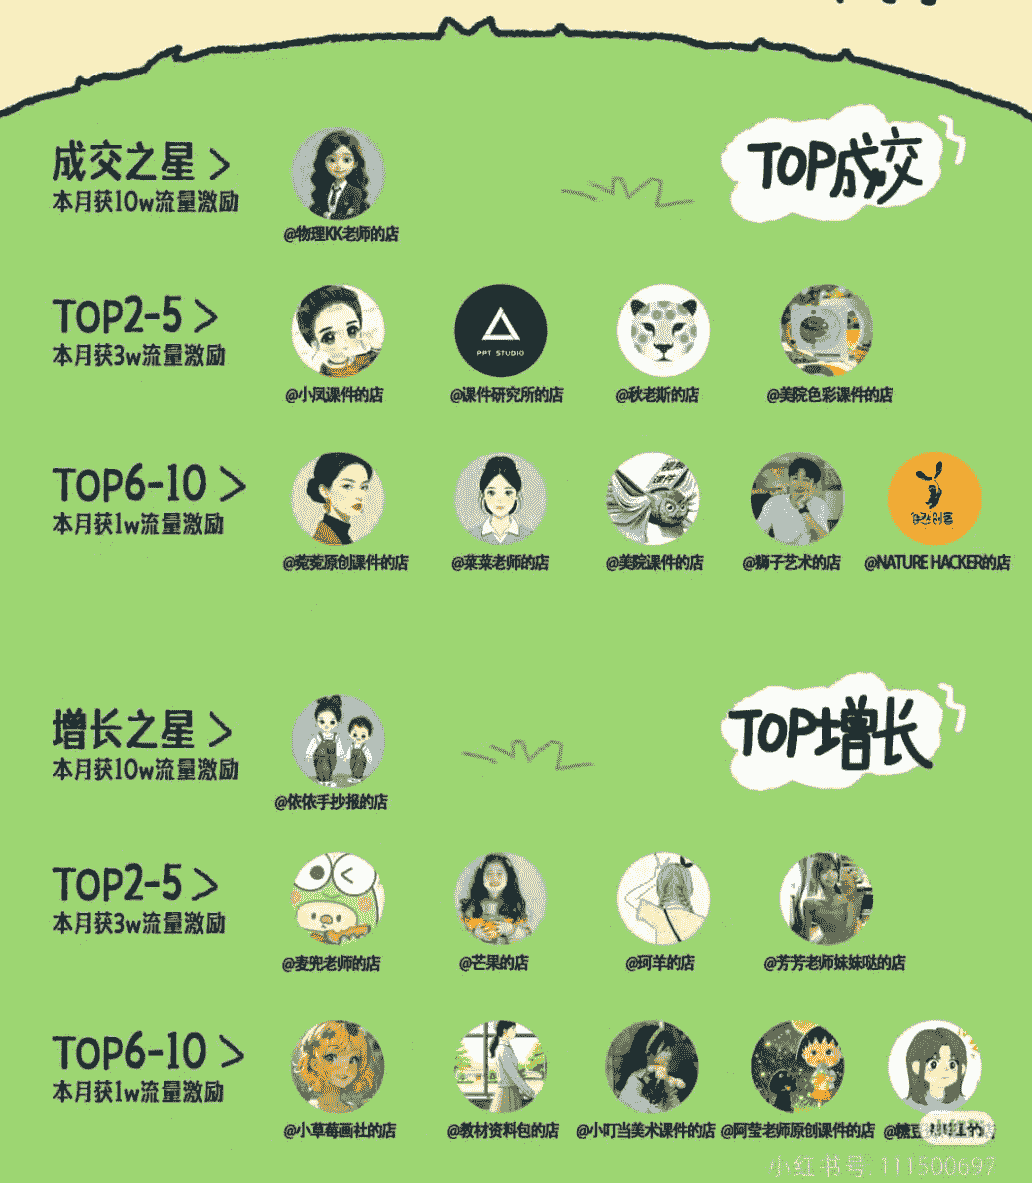 成交之星 >
本月获10w流量激励
TOP成交
@物理KK老师的店
TOP2-5 >
本月获3w流量激励
PPT STUDIO
@小凤课件的店
@课件研究所的店
@秋老斯的店
@美院色彩课件的店
TOP6-10 >
本月获1w流量激励
@菀菀原创课件的店
@菜菜老师的店
@美院课件的店
@狮子艺术的店
@NATURE HACKER的店
增长之星 >
本月获10w流量激励
TOP增长
@依依手抄报的店
TOP2-5 >
本月获3w流量激励
@麦兜老师的店
@芒果的店
@珂羊的店
@芳芳老师妹妹哒的店
TOP6-10 >
本月获1w流量激励
@小草莓画社的店
@教材资料包的店
@小叮当美术课件的店
@阿莹老师原创课件的店
@糖豆
小红书
小红书号: 111500697